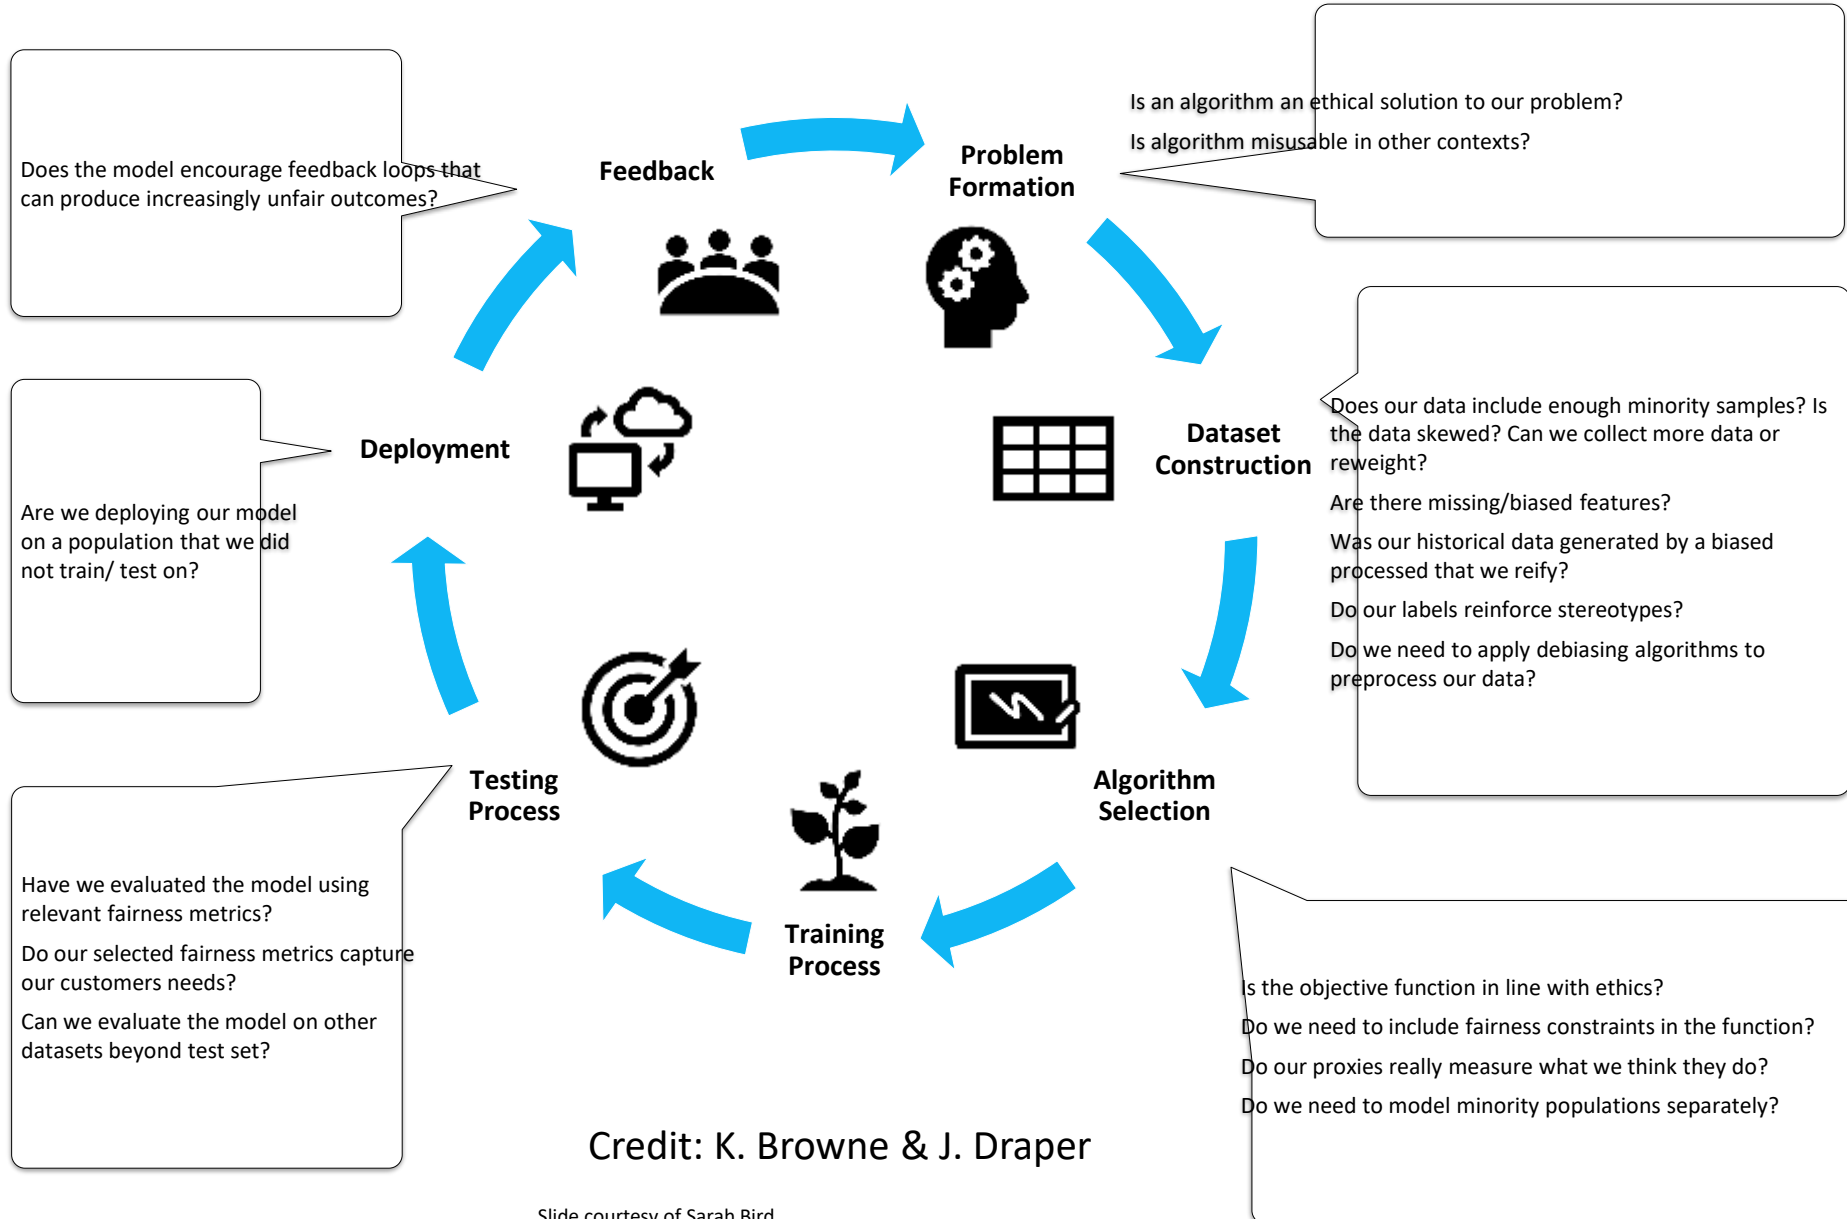 Feedback
Problem
Formation
Is an algorithm an ethical solution to our problem?
Is algorithm misusable in other contexts?
Does the model encourage feedback loops that
can produce increasingly unfair outcomes?
Deployment
Dataset
Construction
Does our data include enough minority samples? Is
the data skewed? Can we collect more data or
reweight?
Are there missing/biased features?
Was our historical data generated by a biased
processed that we reify?
Do our labels reinforce stereotypes?
Do we need to apply debiasing algorithms to
preprocess our data?
Are we deploying our model
on a population that we did
not train/ test on?
Testing
Process
Algorithm
Selection
Training
Process
Have we evaluated the model using
relevant fairness metrics?
Do our selected fairness metrics capture
our customers needs?
Can we evaluate the model on other
datasets beyond test set?
Is the objective function in line with ethics?
Do we need to include fairness constraints in the function?
Do our proxies really measure what we think they do?
Do we need to model minority populations separately?
Credit: K. Browne & J. Draper
Slide courtesy of Sarah Bird